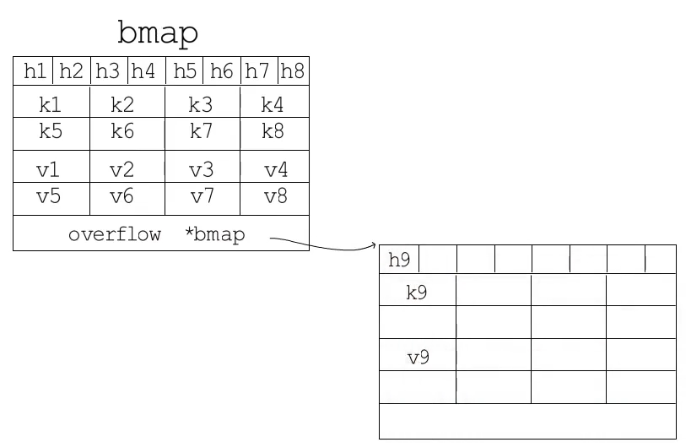 bmap
h1 h2 h3 h4 h5 h6 h7 h8
k1 k2 k3 k4
k5 k6 k7 k8
v1 v2 v3 v4
v5 v6 v7 v8
overflow *bmap
h9
k9
v9